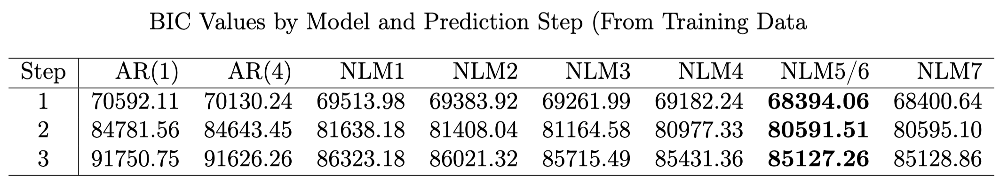 BIC Values by Model and Prediction Step (From Training Data
Step AR(1) AR(4) NLM1 NLM2 NLM3 NLM4 NLM5/6 NLM7
1 70592.11 70130.24 69513.98 69383.92 69261.99 69182.24 68394.06 68400.64
2 84781.56 84643.45 81638.18 81408.04 81164.58 80977.33 80591.51 80595.10
3 91750.75 91626.26 86323.18 86021.32 85715.49 85431.36 85127.26 85128.86